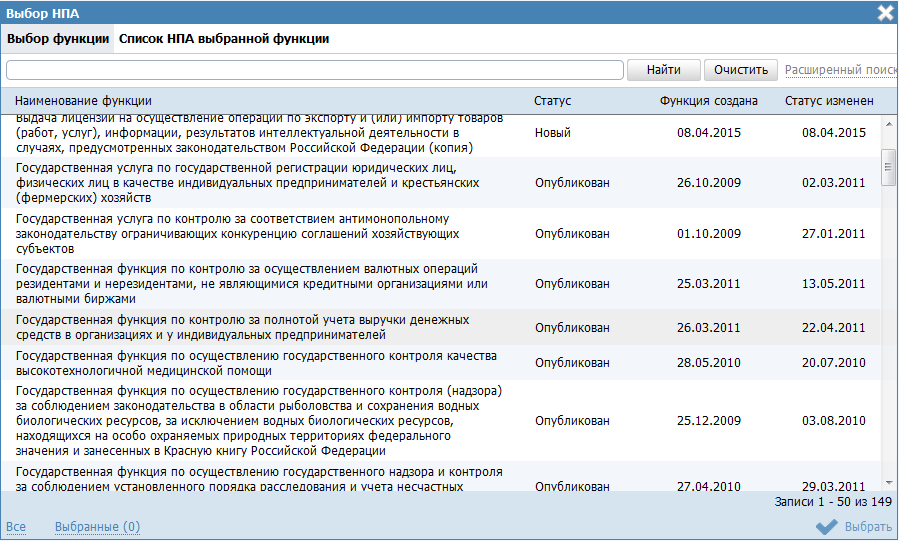 Выбор НПА
Выбор функции Список НПА выбранной функции
Найти Очистить Расширенный поиск
Наименование функции Статус Функция создана Статус изменен
Выдача лицензий на осуществление операций по экспорту и (или) импорту товаров
(работ, услуг), информации, результатов интеллектуальной деятельности в Новый 08.04.2015 08.04.2015
случаях, предусмотренных законодательством Российской Федерации (копия)
Государственная услуга по государственной регистрации юридических лиц,
физических лиц в качестве индивидуальных предпринимателей и крестьянских Опубликован 26.10.2009 02.03.2011
(фермерских) хозяйств
Государственная услуга по контролю за соответствием антимонопольному
законодательству ограничивающих конкуренцию соглашений хозяйствующих Опубликован 01.10.2009 27.01.2011
субъектов
Государственная функция по контролю за осуществлением валютных операций
резидентами и нерезидентами, не являющимися кредитными организациями или Опубликован 25.03.2011 13.05.2011
валютными биржами
Государственная функция по контролю за полнотой учета выручки денежных
средств в организациях и у индивидуальных предпринимателей Опубликован 26.03.2011 22.04.2011
Государственная функция по осуществлению государственного контроля качества
высокотехнологичной медицинской помощи Опубликован 28.05.2010 20.07.2010
Государственная функция по осуществлению государственного контроля (надзора)
за соблюдением законодательства в области рыболовства и сохранения водных
биологических ресурсов, за исключением водных биологических ресурсов, Опубликован 25.12.2009 03.08.2010
находящихся на особо охраняемых природных территориях федерального
значения и занесенных в Красную книгу Российской Федерации
Государственная функция по осуществлению государственного надзора и контроля
за соблюдением установленного порядка расследования и учета несчастных Опубликован 27.04.2010 29.03.2011
Записи 1 - 50 из 149
Все Выбранные (0) Выбрать